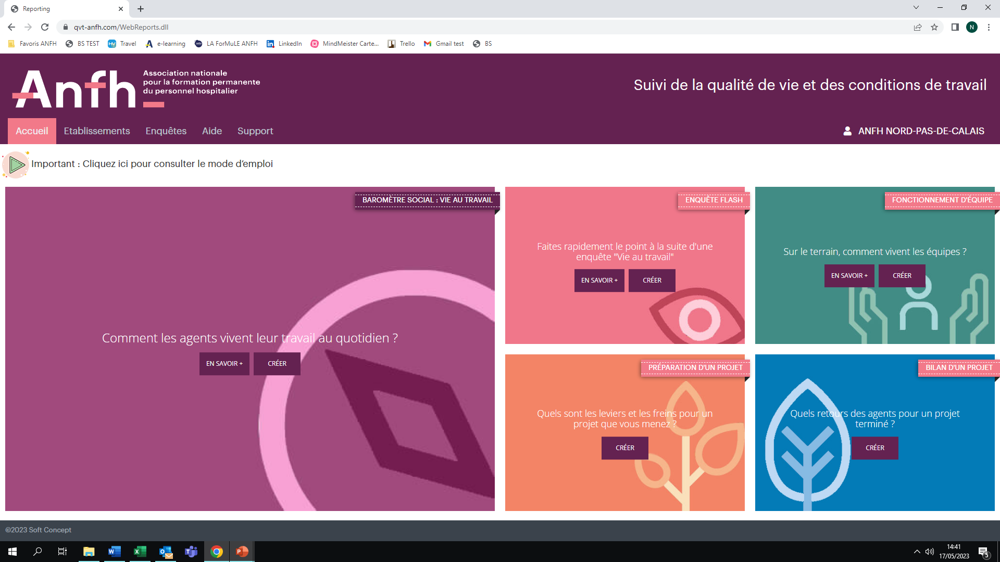 Reporting
qvt-anfh.com/WebReports.dll
N
Favoris ANFH BS TEST Travel e-learning LA ForMuLE ANFH LinkedIn MindMeister Carte... Trello Gmail test BS
Anfh
Association nationale
pour la formation permanente
du personnel hospitalier
Suivi de la qualité de vie et des conditions de travail
Accueil Etablissements Enquêtes Aide Support
ANFH NORD-PAS-DE-CALAIS
Important : Cliquez ici pour consulter le mode d'emploi
BAROMÈTRE SOCIAL : VIE AU TRAVAIL
Comment les agents vivent leur travail au quotidien ?
EN SAVOIR + CRÉER
ENQUÊTE FLASH
Faites rapidement le point à la suite d'une
enquête "Vie au travail"
EN SAVOIR + CRÉER
FONCTIONNEMENT D'ÉQUIPE
Sur le terrain, comment vivent les équipes ?
EN SAVOIR + CRÉER
PRÉPARATION D'UN PROJET
Quels sont les leviers et les freins pour un
projet que vous menez ?
CRÉER
BILAN D'UN PROJET
Quels retours des agents pour un projet
terminé ?
CRÉER
©2023 Soft Concept
14:41
17/05/2023
5